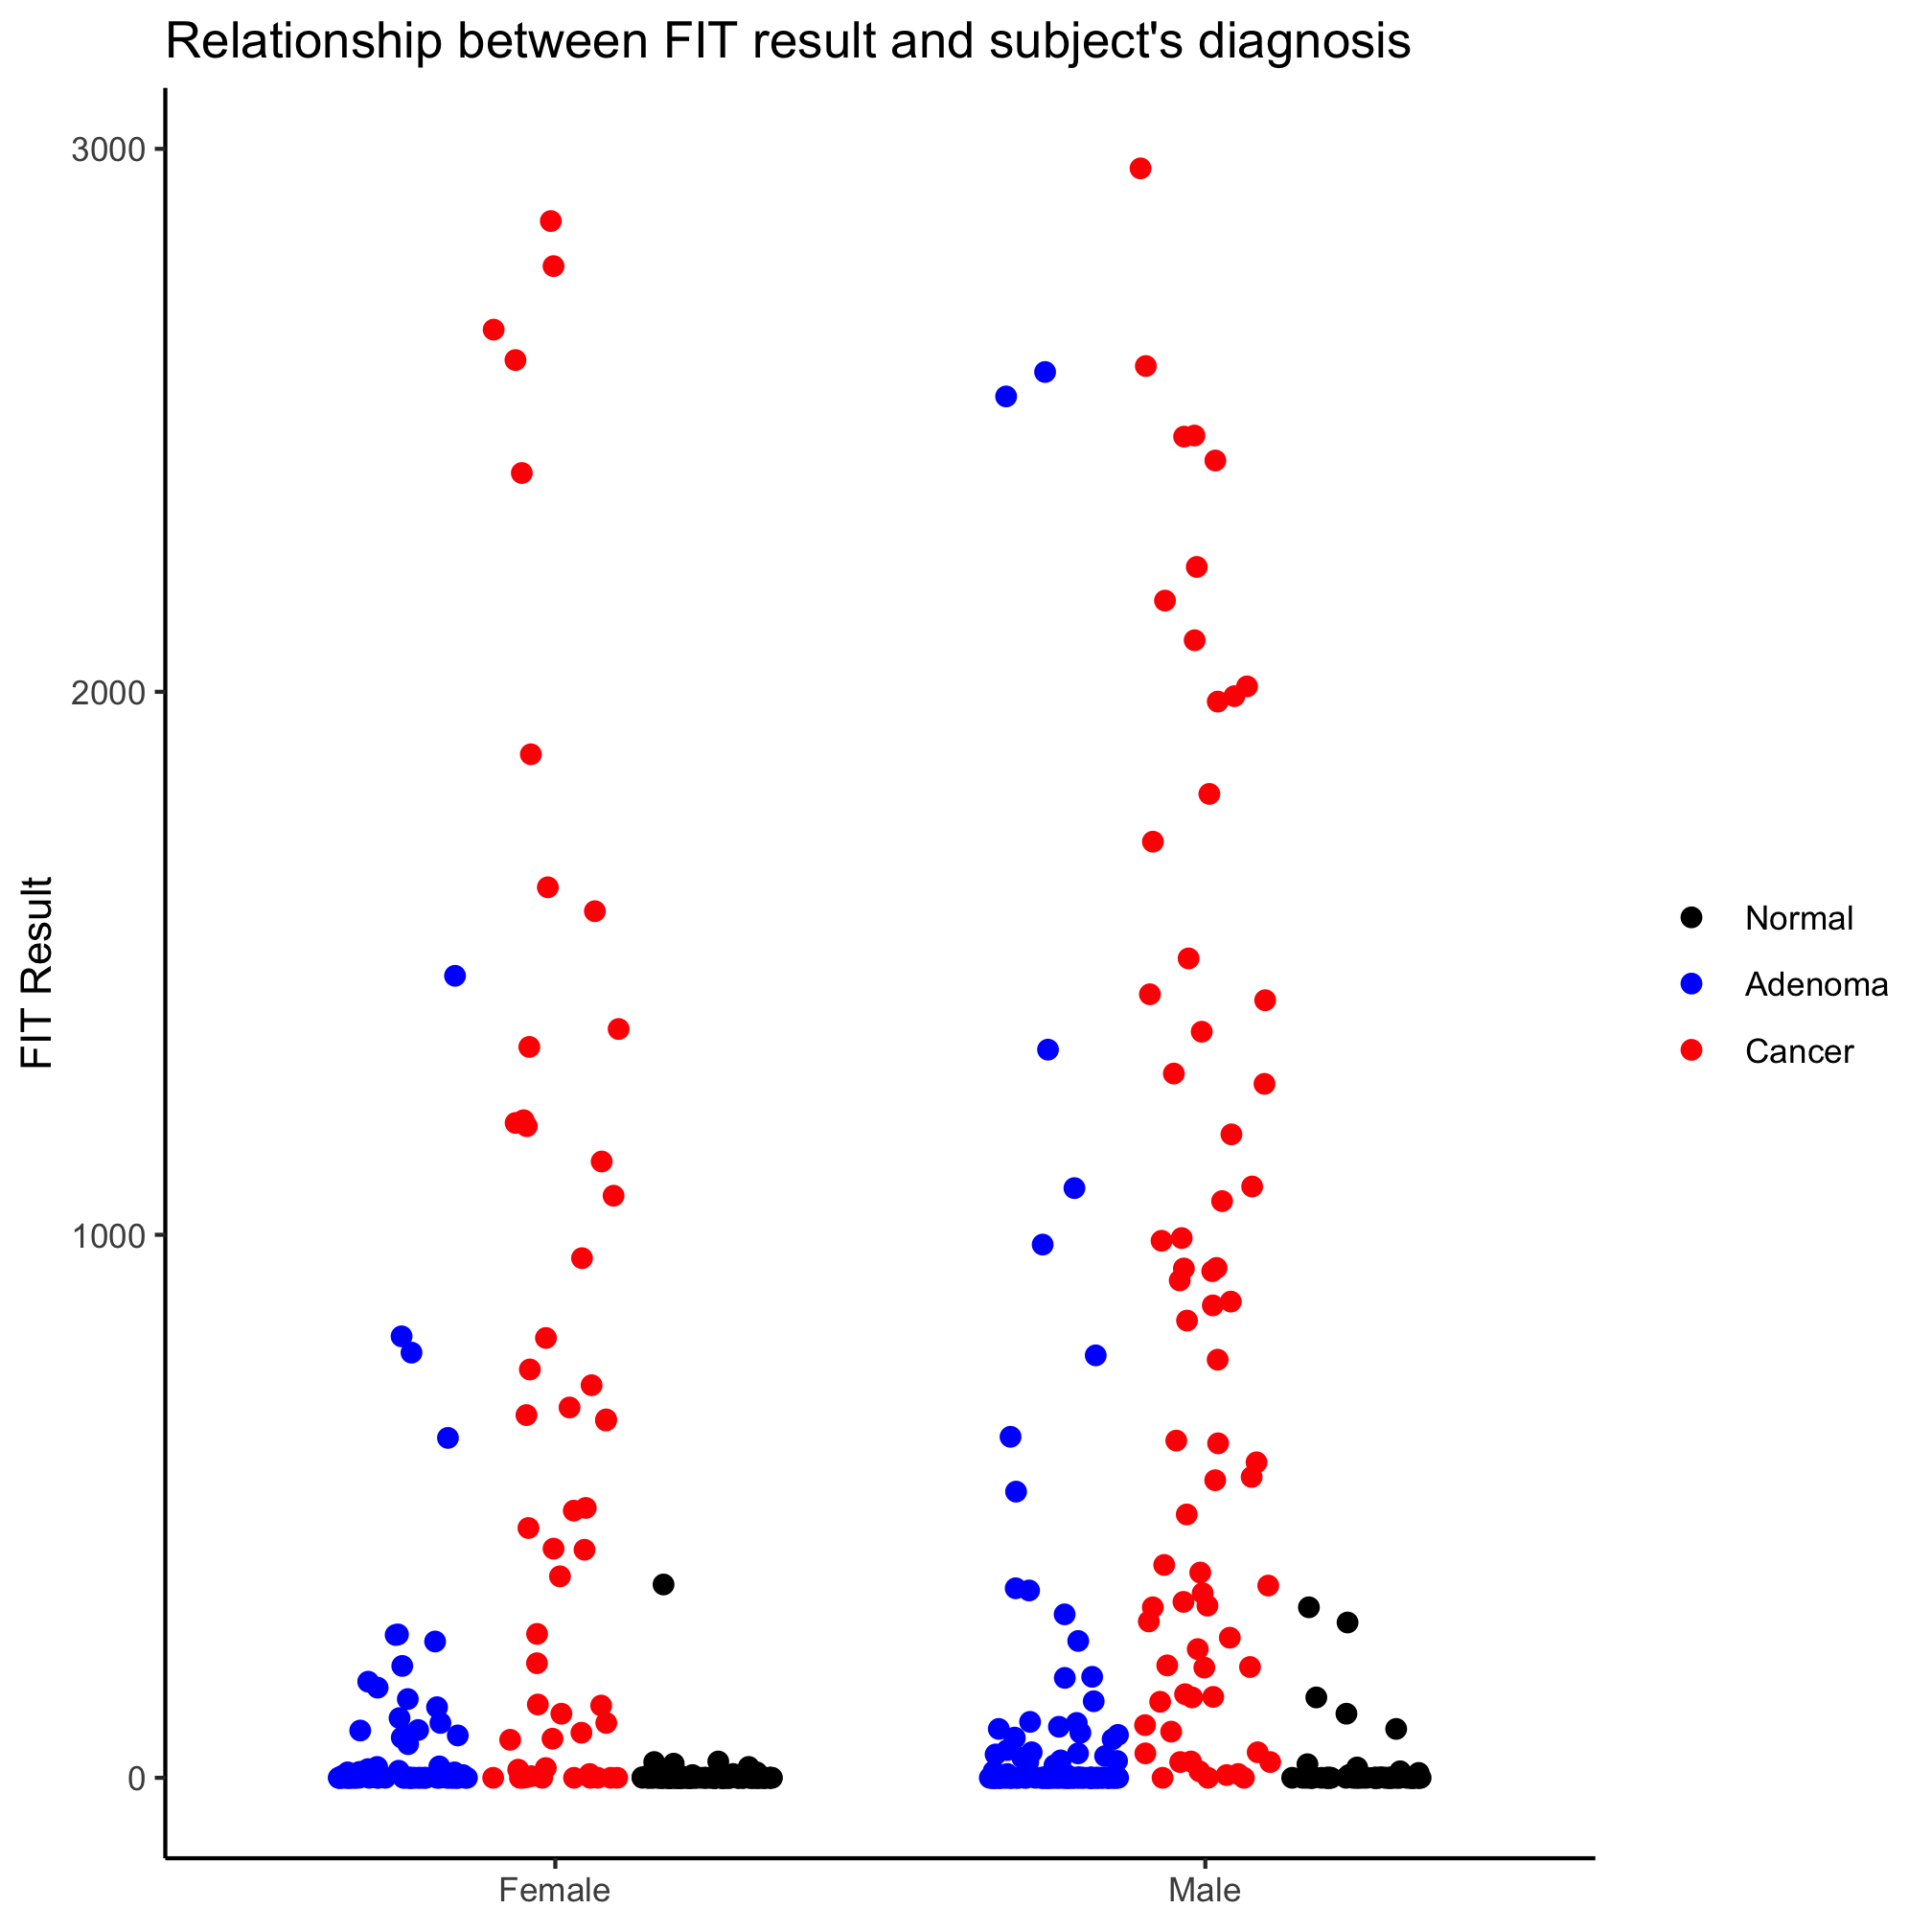 Relationship between FIT result and subject's diagnosis
3000
2000
1000
0
FIT Result
Female
Male
Normal
Adenoma
Cancer